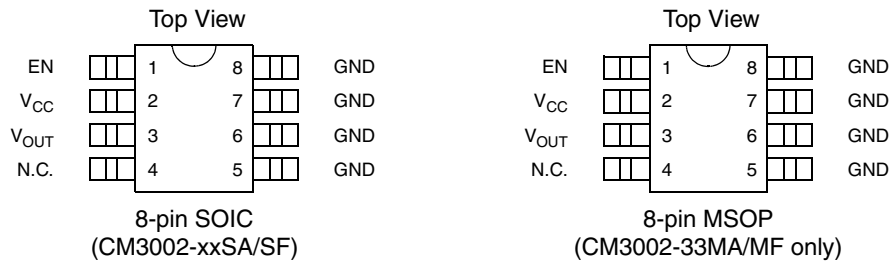 Top View Top View
EN 1 8 GND EN 1 8 GND
V_CC 2 7 GND V_CC 2 7 GND
V_OUT 3 6 GND V_OUT 3 6 GND
N.C. 4 5 GND N.C. 4 5 GND
8-pin SOIC 8-pin MSOP
(CM3002-xxSA/SF) (CM3002-33MA/MF only)